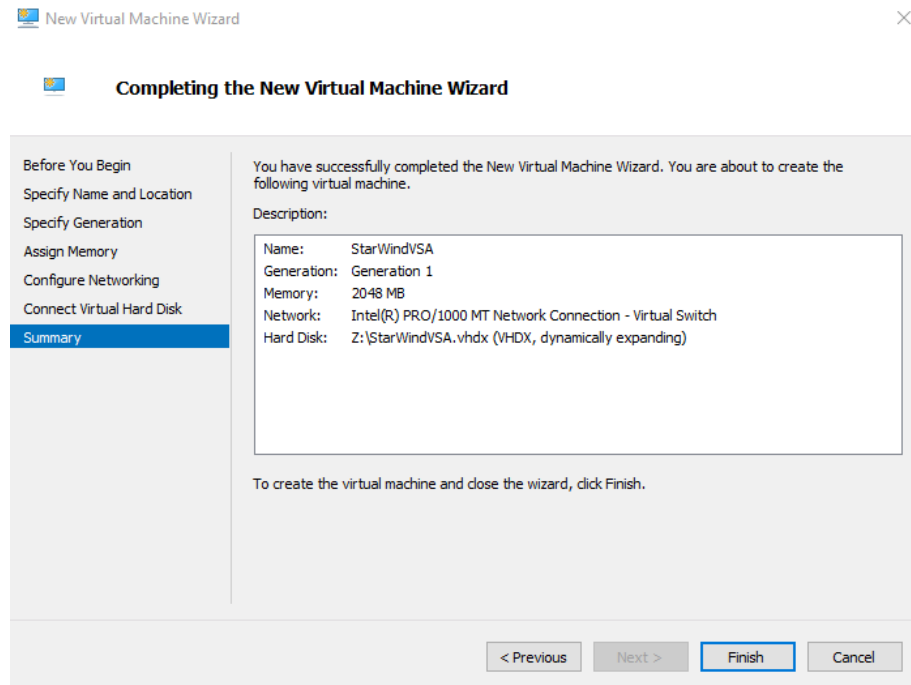 New Virtual Machine Wizard
Completing the New Virtual Machine Wizard
Before You Begin
Specify Name and Location
Specify Generation
Assign Memory
Configure Networking
Connect Virtual Hard Disk
Summary
You have successfully completed the New Virtual Machine Wizard. You are about to create the
following virtual machine.
Description:
Name: StarWindVSA
Generation: Generation 1
Memory: 2048 MB
Network: Intel(R) PRO/1000 MT Network Connection - Virtual Switch
Hard Disk: Z:\StarWindVSA.vhdx (VHDX, dynamically expanding)
To create the virtual machine and close the wizard, click Finish.
< Previous
Next >
Finish
Cancel